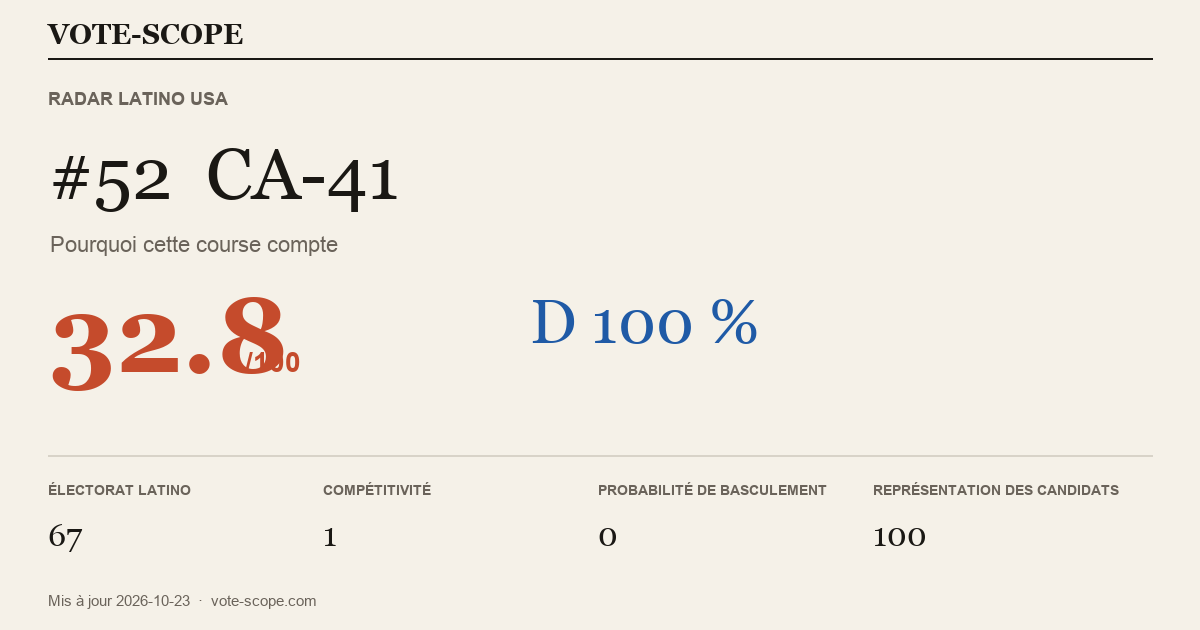 VOTE-SCOPE
RADAR LATINO USA
#52 CA-41
Pourquoi cette course compte
32.8/100
D 100 %
ÉLECTORAT LATINO
67
COMPÉTITIVITÉ
1
PROBABILITÉ DE BASCULEMENT
0
REPRÉSENTATION DES CANDIDATS
100
Mis à jour 2026-10-23 · vote-scope.com